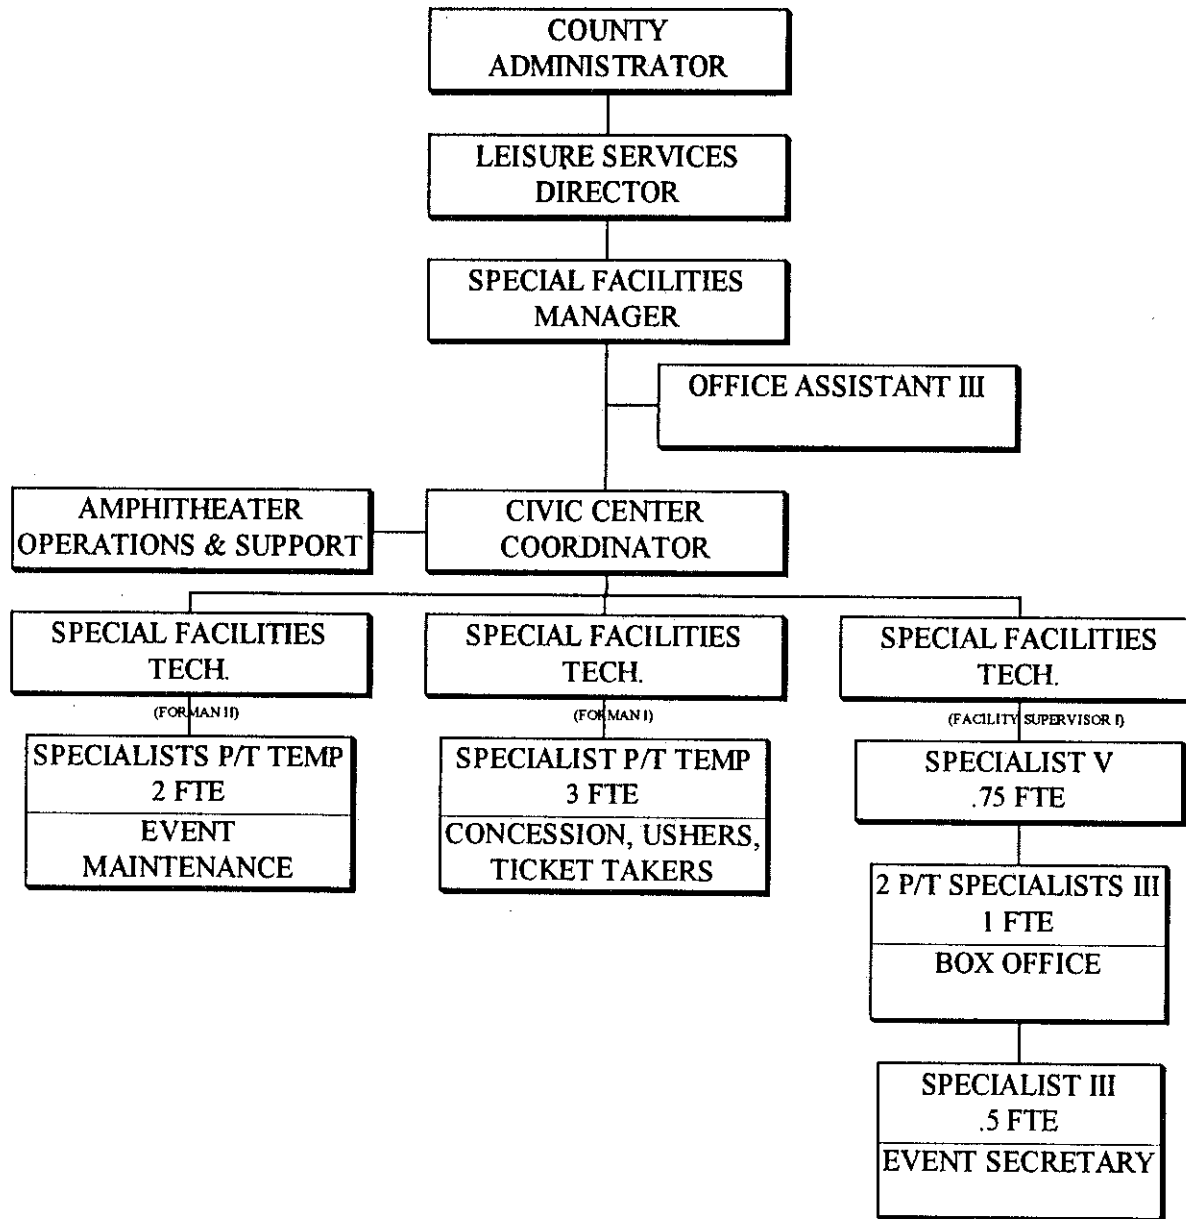 COUNTY
ADMINISTRATOR
LEISURE SERVICES
DIRECTOR
SPECIAL FACILITIES
MANAGER
OFFICE ASSISTANT III
AMPHITHEATER
OPERATIONS & SUPPORT
CIVIC CENTER
COORDINATOR
SPECIAL FACILITIES
TECH.
(FORMAN II)
SPECIALISTS P/T TEMP
2 FTE
EVENT
MAINTENANCE
SPECIAL FACILITIES
TECH.
(FORMAN I)
SPECIALIST P/T TEMP
3 FTE
CONCESSION, USHERS,
TICKET TAKERS
SPECIAL FACILITIES
TECH.
(FACILITY SUPERVISOR I)
SPECIALIST V
.75 FTE
2 P/T SPECIALISTS III
1 FTE
BOX OFFICE
SPECIALIST III
.5 FTE
EVENT SECRETARY